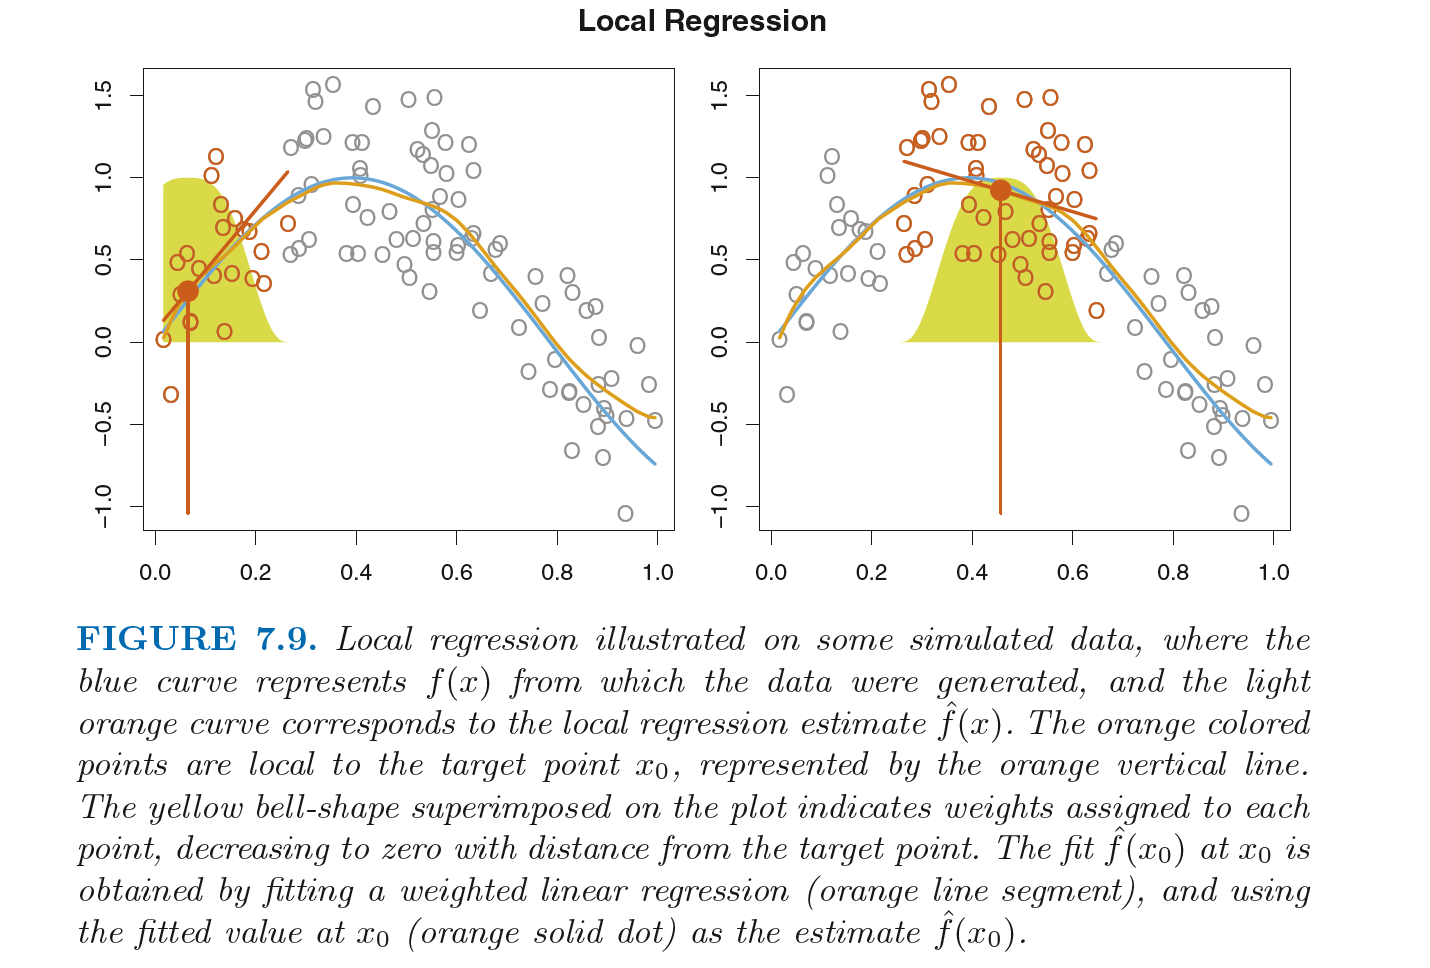 Local Regression
1.5
1.0
0.5
0.0
−0.5
−1.0
0.0 0.2 0.4 0.6 0.8 1.0
1.5
1.0
0.5
0.0
−0.5
−1.0
0.0 0.2 0.4 0.6 0.8 1.0
FIGURE 7.9. Local regression illustrated on some simulated data, where the
blue curve represents f(x) from which the data were generated, and the light
orange curve corresponds to the local regression estimate f̂(x). The orange colored
points are local to the target point x₀, represented by the orange vertical line.
The yellow bell-shape superimposed on the plot indicates weights assigned to each
point, decreasing to zero with distance from the target point. The fit f̂(x₀) at x₀ is
obtained by fitting a weighted linear regression (orange line segment), and using
the fitted value at x₀ (orange solid dot) as the estimate f̂(x₀).